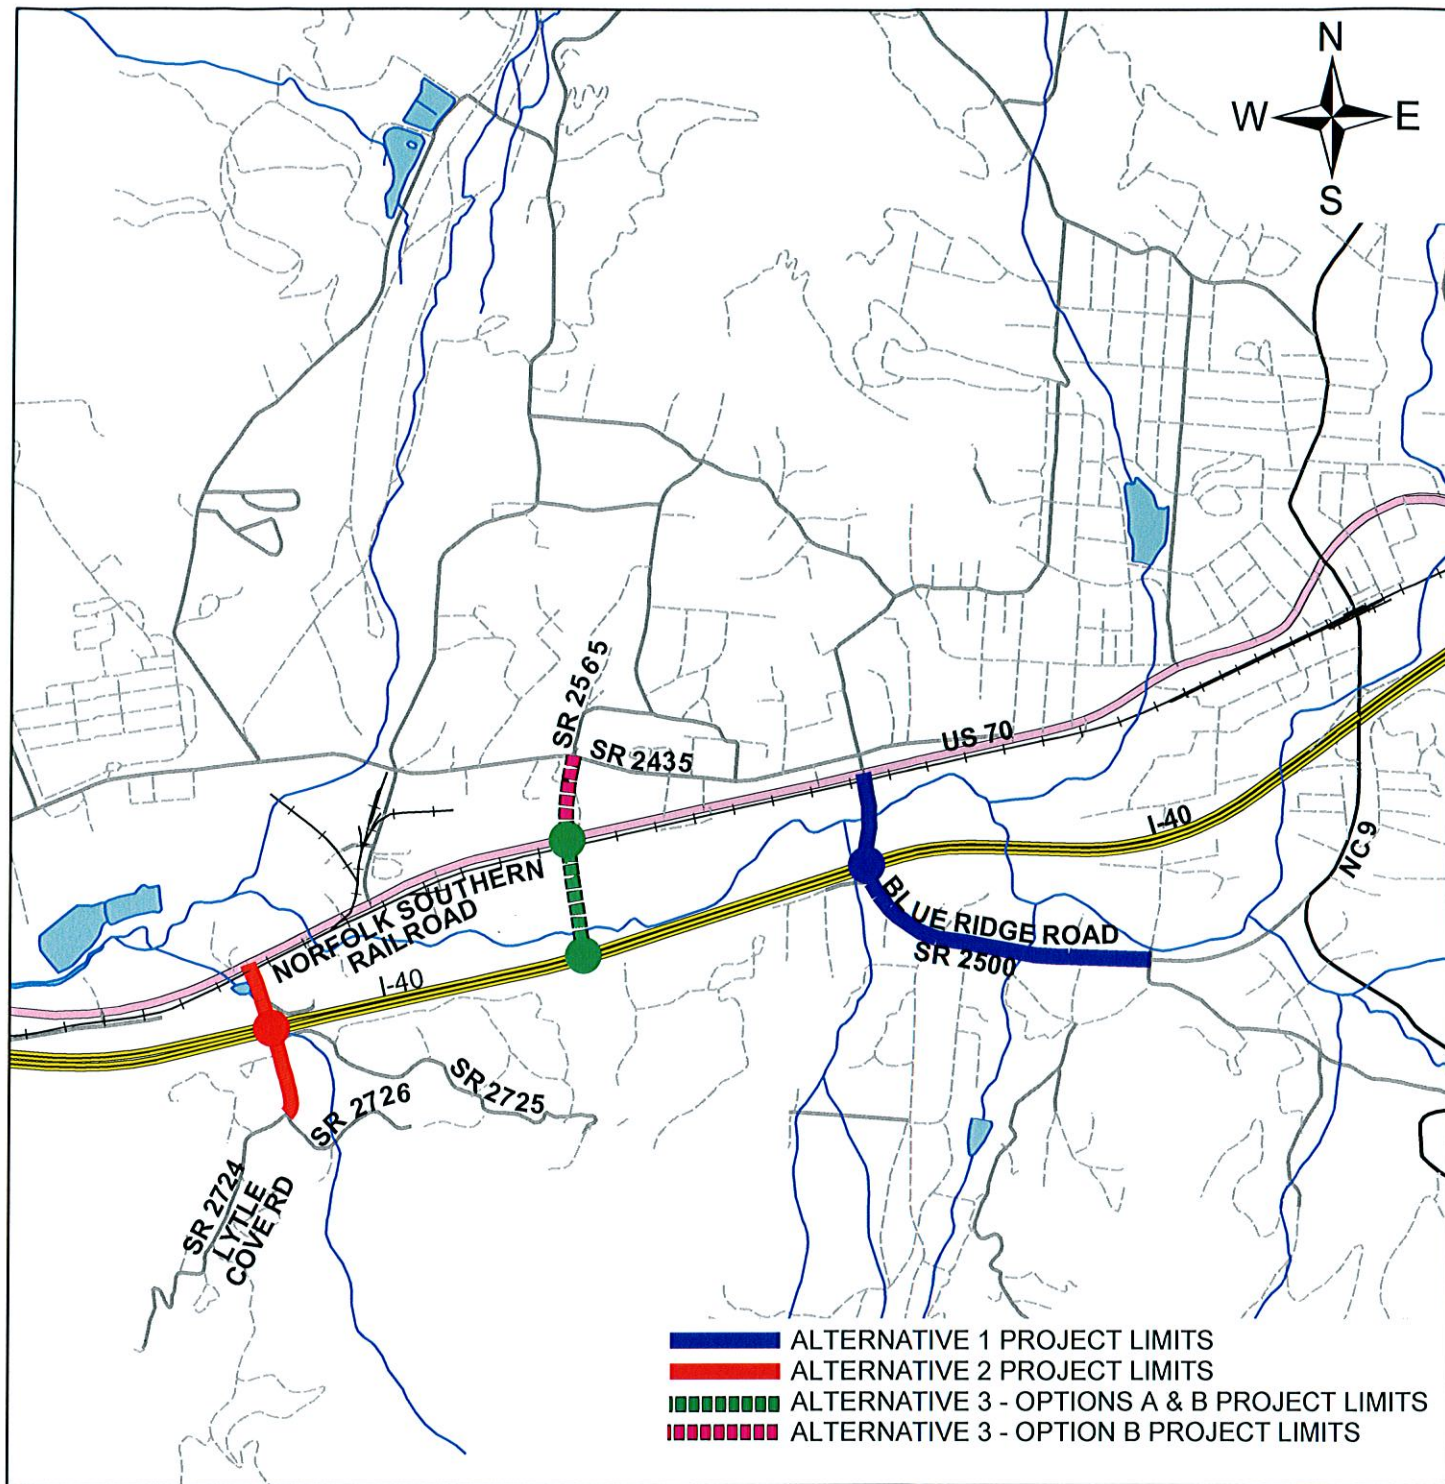 N
W E
S
SR 2565
SR 2435
US 70
I-40
NC 9
NORFOLK SOUTHERN
RAILROAD
BLUE RIDGE ROAD
SR 2500
I-40
SR 2725
SR 2726
SR 2724
LYTLE
COVE RD
ALTERNATIVE 1 PROJECT LIMITS
ALTERNATIVE 2 PROJECT LIMITS
ALTERNATIVE 3 - OPTIONS A & B PROJECT LIMITS
ALTERNATIVE 3 - OPTION B PROJECT LIMITS